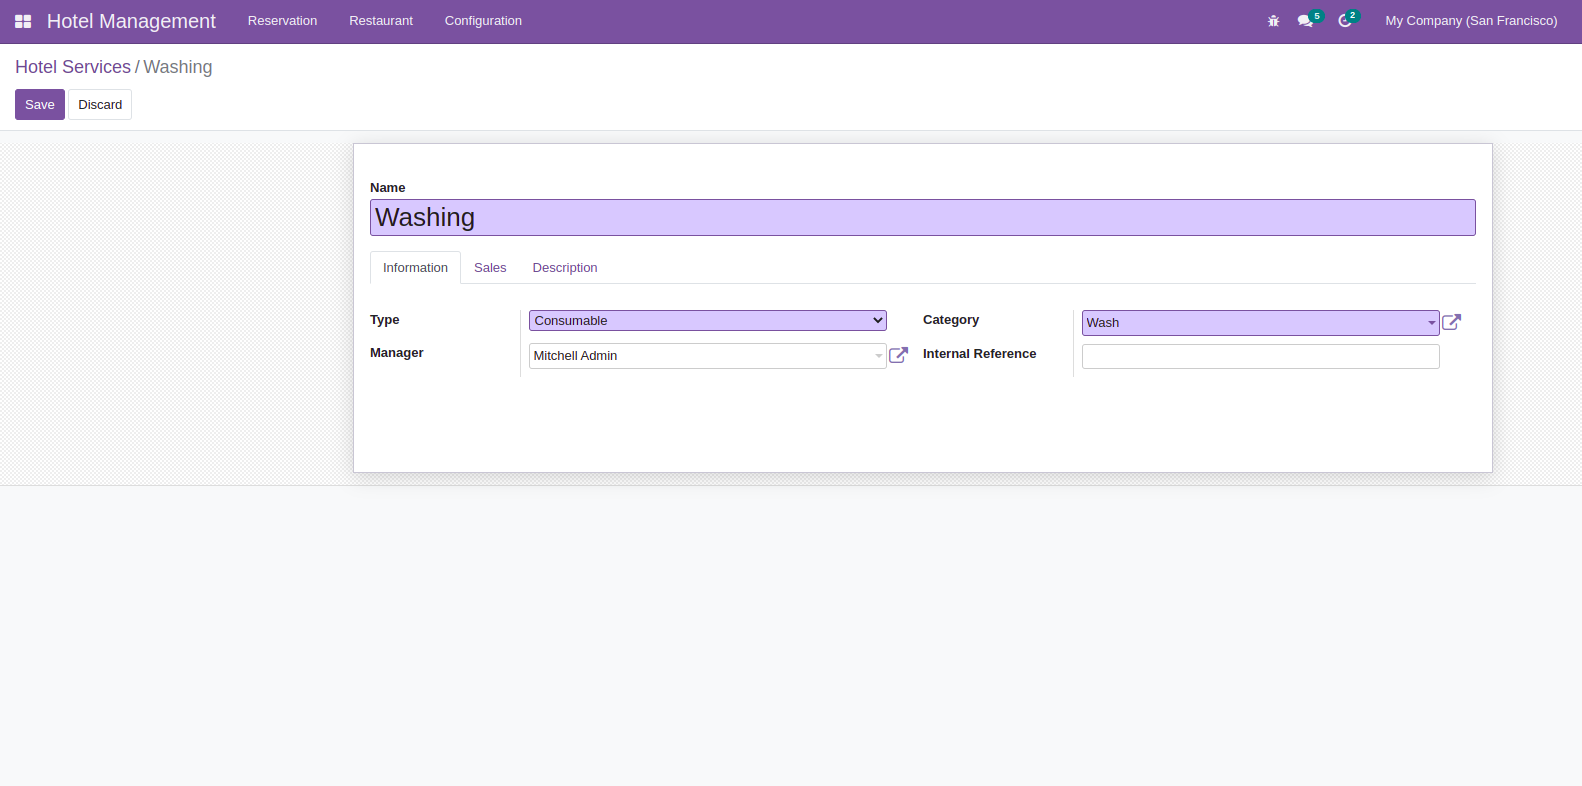 Hotel Management Reservation Restaurant Configuration 5 2 My Company (San Francisco)
Hotel Services / Washing
Save Discard
Name
Washing
Information Sales Description
Type Consumable Category Wash
Manager Mitchell Admin Internal Reference